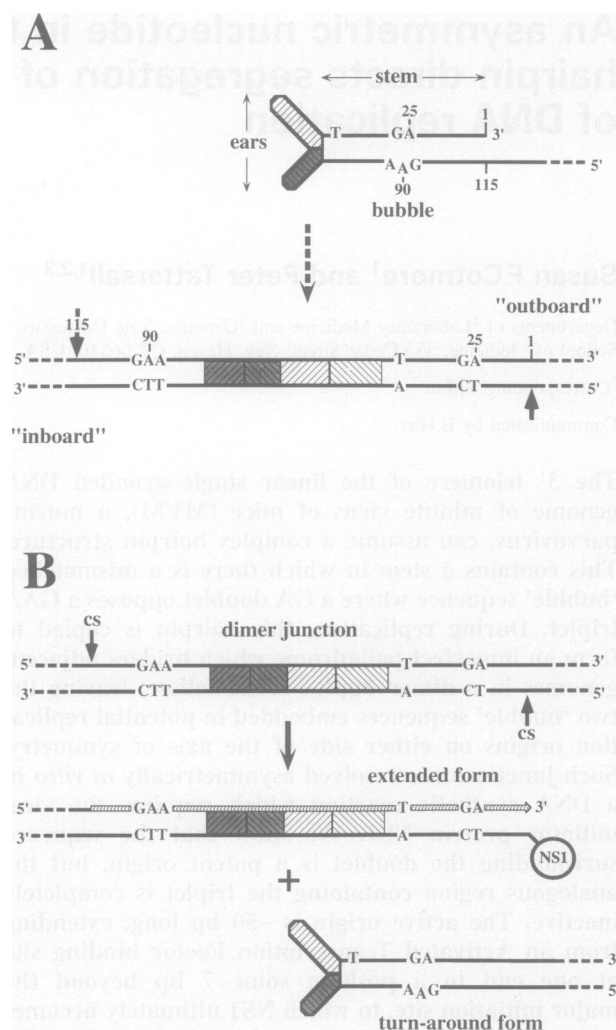 A
stem
25
1
T
GA
3'
ears
AAG
5'
90
115
bubble
"outboard"
115
90
25
5'
GAA
T
GA
3'
3'
CTT
A
CT
5'
"inboard"
B
cs
dimer junction
5'
GAA
T
GA
3'
3'
CTT
A
CT
5'
cs
extended form
5'
GAA
T
GA
3'
3'
CTT
A
CT
NS1
+
T
GA
3'
AAG
5'
turn-around form